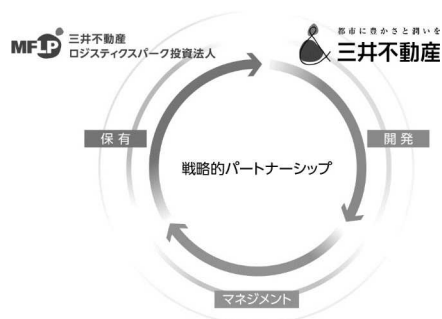 MFLP 三井不動産
ロジスティクスパーク投資法人
都市に豊かさと潤いを
三井不動産
保有
開発
戦略的パートナーシップ
マネジメント